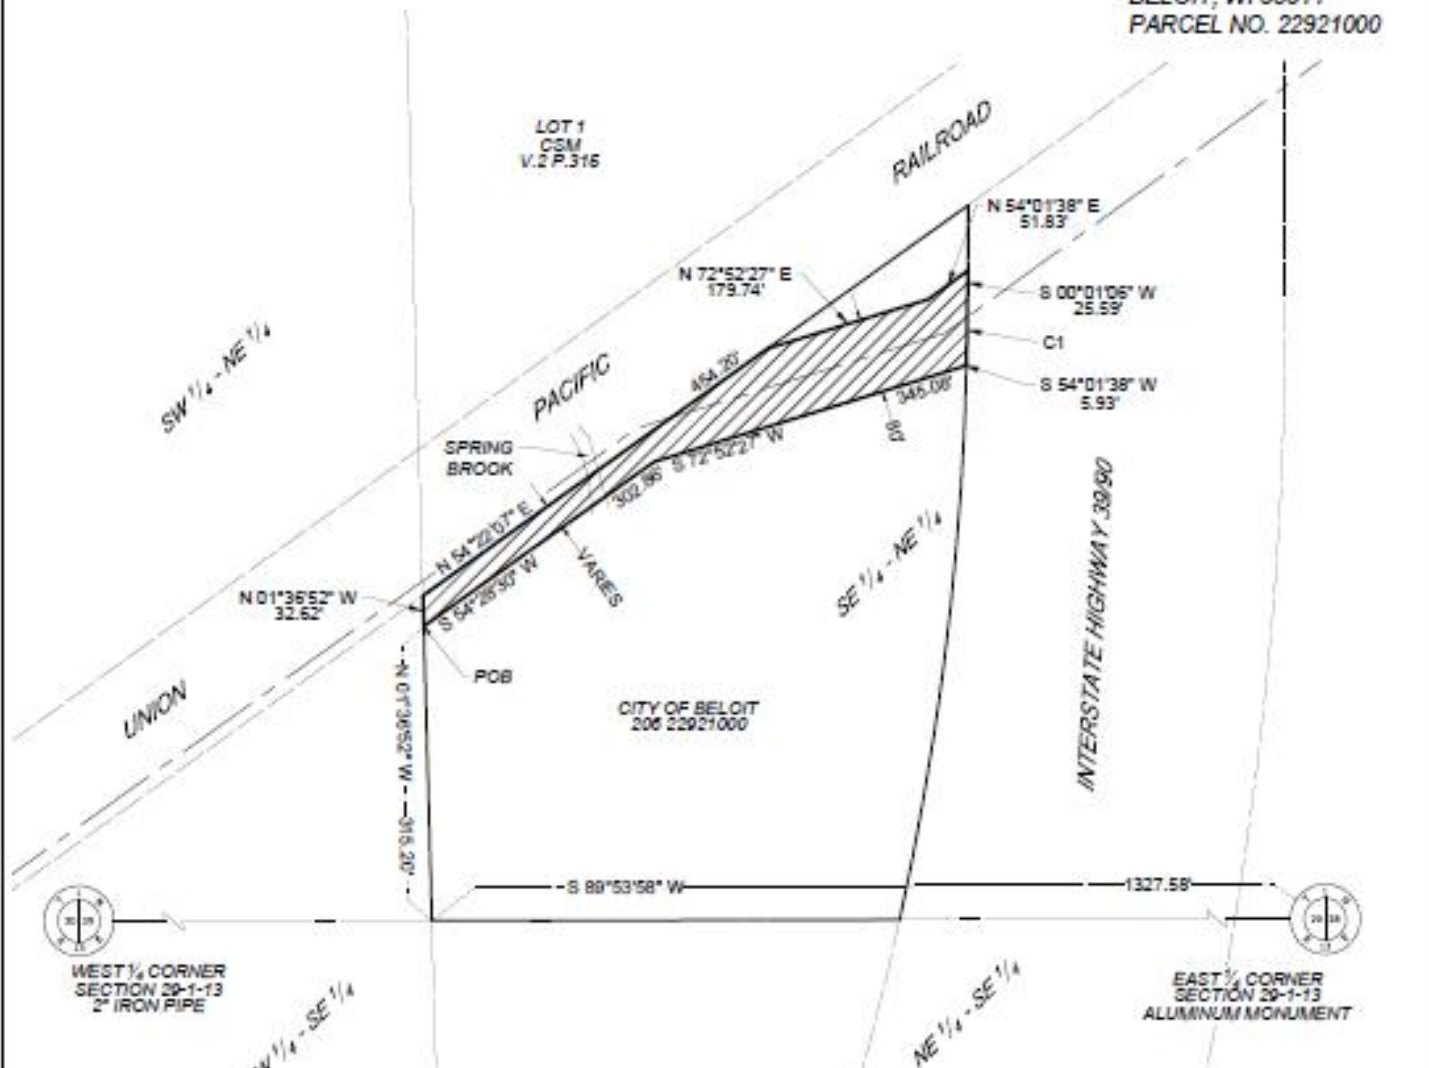 PARCEL NO. 22921000
LOT 1
CSM
V.2 P.316
RAILROAD
N 54°01'38" E
51.83'
N 72°52'27" E
179.74'
S 00°01'06" W
25.59'
C1
S 54°01'38" W
5.93'
SW 1/4 - NE 1/4
PACIFIC
454.20'
345.08'
80'
SPRING
BROOK
S 72°52'27" W
302.86'
N 54°22'07" E
S 54°28'30" W
VARIES
N 01°36'52" W
32.62'
SE 1/4 - NE 1/4
INTERSTATE HIGHWAY 39/90
POB
UNION
N 01°36'52" W
315.20'
CITY OF BELOIT
206 22921000
S 89°53'58" W
1327.58'
WEST 1/4 CORNER
SECTION 29-1-13
2" IRON PIPE
EAST 1/4 CORNER
SECTION 29-1-13
ALUMINUM MONUMENT
SE 1/4
NE 1/4 - SE 1/4